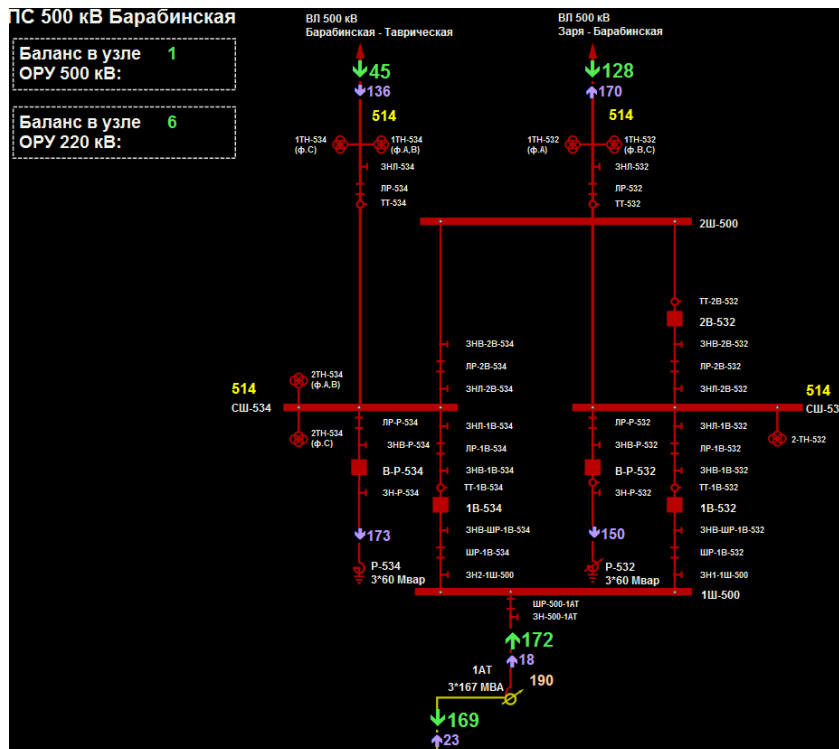 ПС 500 кВ Барабинская
Баланс в узле 1
ОРУ 500 кВ:
Баланс в узле 6
ОРУ 220 кВ:
ВЛ 500 кВ
Барабинская - Таврическая
ВЛ 500 кВ
Заря - Барабинская
45
136
514
128
170
514
1ТН-534
(ф.С)
1ТН-534
(ф.А,В)
1ТН-532
(ф.А)
1ТН-532
(ф.В,С)
ЗНЛ-534
ЗНЛ-532
ЛР-534
ЛР-532
ТТ-534
ТТ-532
2Ш-500
ТТ-2В-532
2В-532
ЗНВ-2В-534
ЗНВ-2В-532
ЛР-2В-534
ЛР-2В-532
ЗНЛ-2В-534
ЗНЛ-2В-532
2ТН-534
(ф.А,В)
514
СШ-534
514
СШ-53
2ТН-534
(ф.С)
2-ТН-532
ЛР-Р-534
ЗНЛ-1В-534
ЛР-Р-532
ЗНЛ-1В-532
ЗНВ-Р-534
ЛР-1В-534
ЗНВ-Р-532
ЛР-1В-532
В-Р-534
ЗНВ-1В-534
В-Р-532
ЗНВ-1В-532
ЗН-Р-534
ТТ-1В-534
ЗН-Р-532
ТТ-1В-532
1В-534
1В-532
173
ЗНВ-ШР-1В-534
150
ЗНВ-ШР-1В-532
ШР-1В-534
ШР-1В-532
Р-534
3*60 Мвар
ЗН2-1Ш-500
Р-532
3*60 Мвар
ЗН1-1Ш-500
1Ш-500
ШР-500-1АТ
ЗН-500-1АТ
172
18
1АТ
3*167 МВА
190
169
23